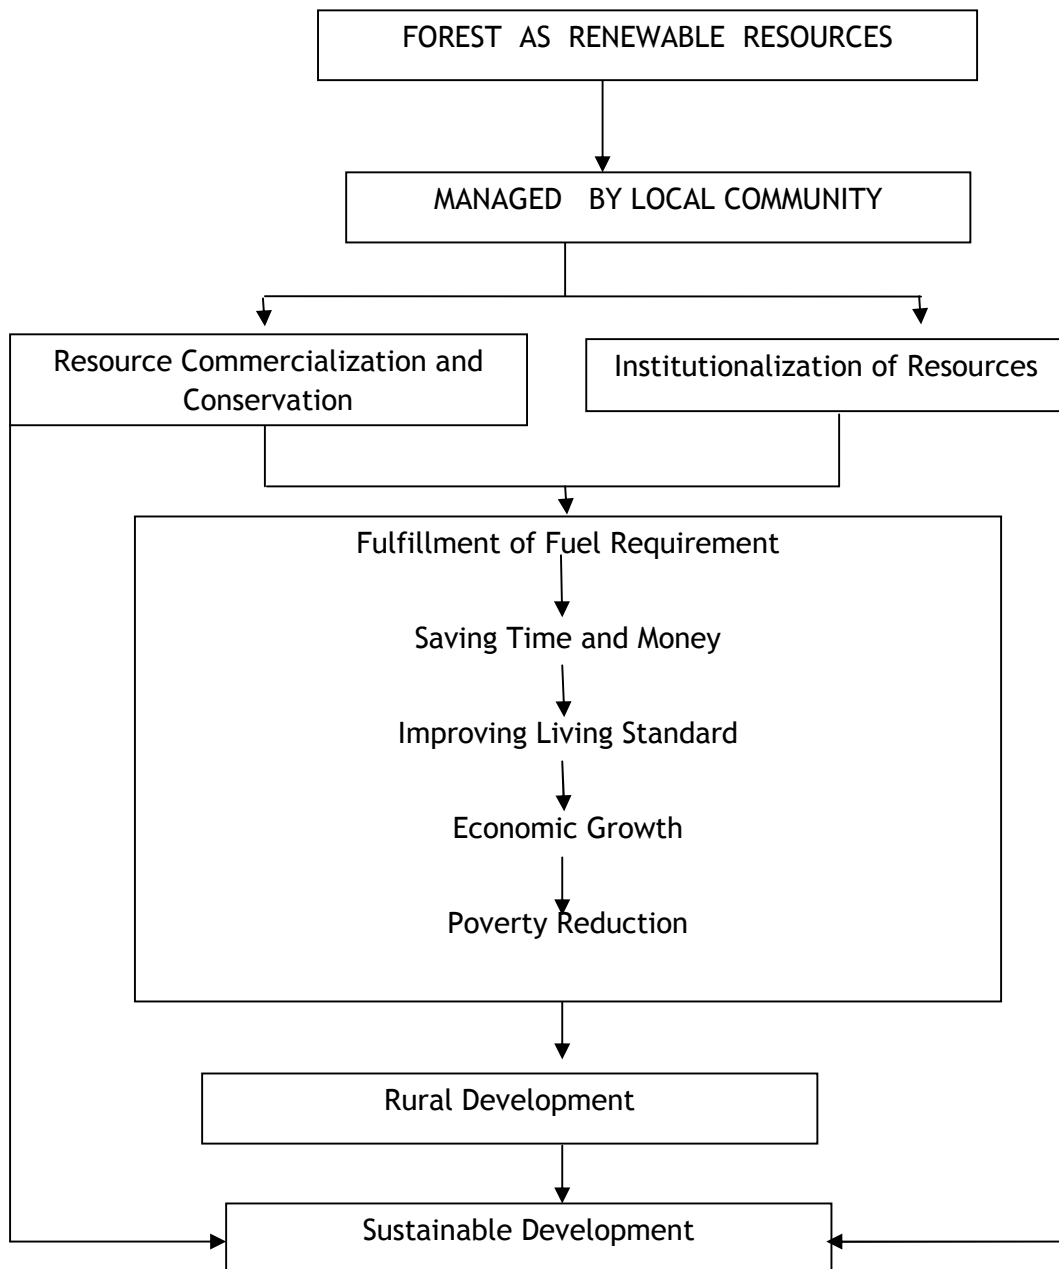 FOREST AS RENEWABLE RESOURCES
MANAGED BY LOCAL COMMUNITY
Resource Commercialization and
Conservation
Institutionalization of Resources
Fulfillment of Fuel Requirement
Saving Time and Money
Improving Living Standard
Economic Growth
Poverty Reduction
Rural Development
Sustainable Development